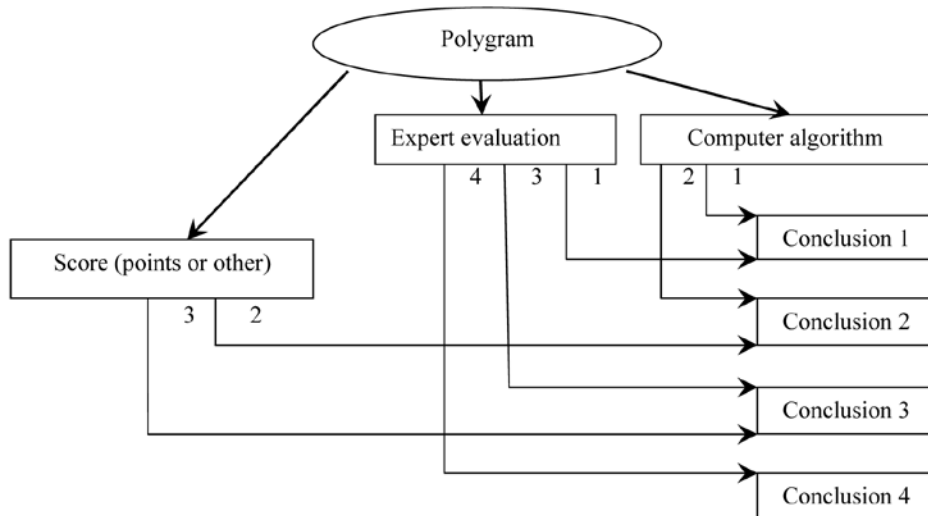 Polygram
Expert evaluation
Computer algorithm
4 3 1
2 1
Conclusion 1
Score (points or other)
3 2
Conclusion 2
Conclusion 3
Conclusion 4